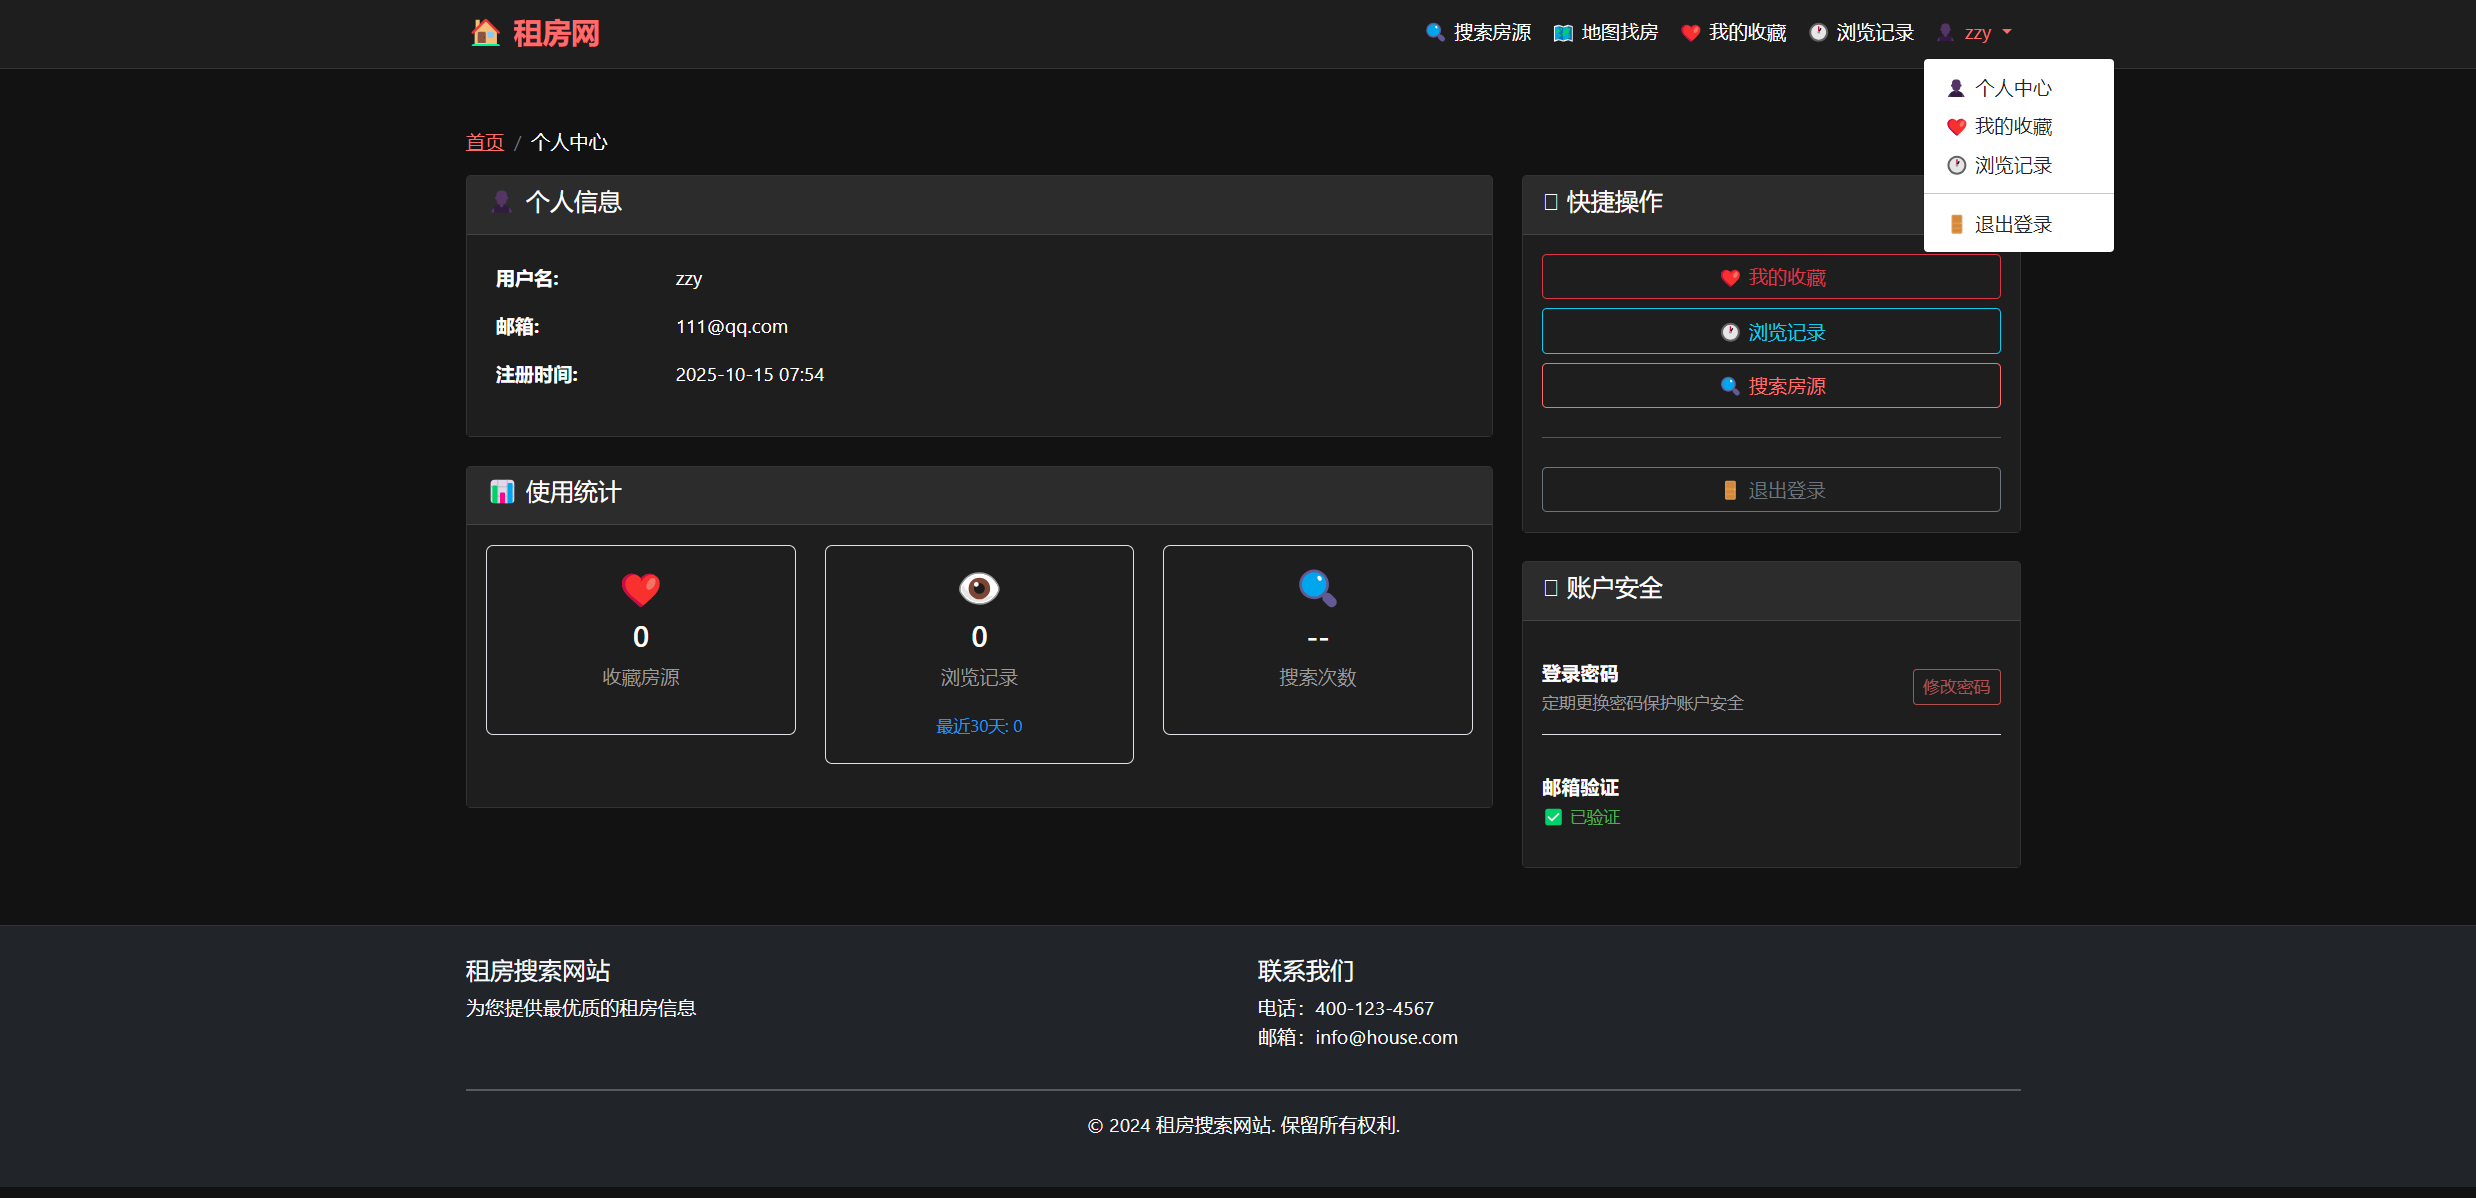 租房网
搜索房源 地图找房 我的收藏 浏览记录 zzy
个人中心
我的收藏
浏览记录
退出登录
首页 / 个人中心
个人信息
用户名: zzy
邮箱: 111@qq.com
注册时间: 2025-10-15 07:54
使用统计
0
收藏房源
0
浏览记录
最近30天: 0
--
搜索次数
快捷操作
我的收藏
浏览记录
搜索房源
退出登录
账户安全
登录密码
定期更换密码保护账户安全
修改密码
邮箱验证
已验证
租房搜索网站
为您提供最优质的租房信息
联系我们
电话：400-123-4567
邮箱：info@house.com
© 2024 租房搜索网站. 保留所有权利.